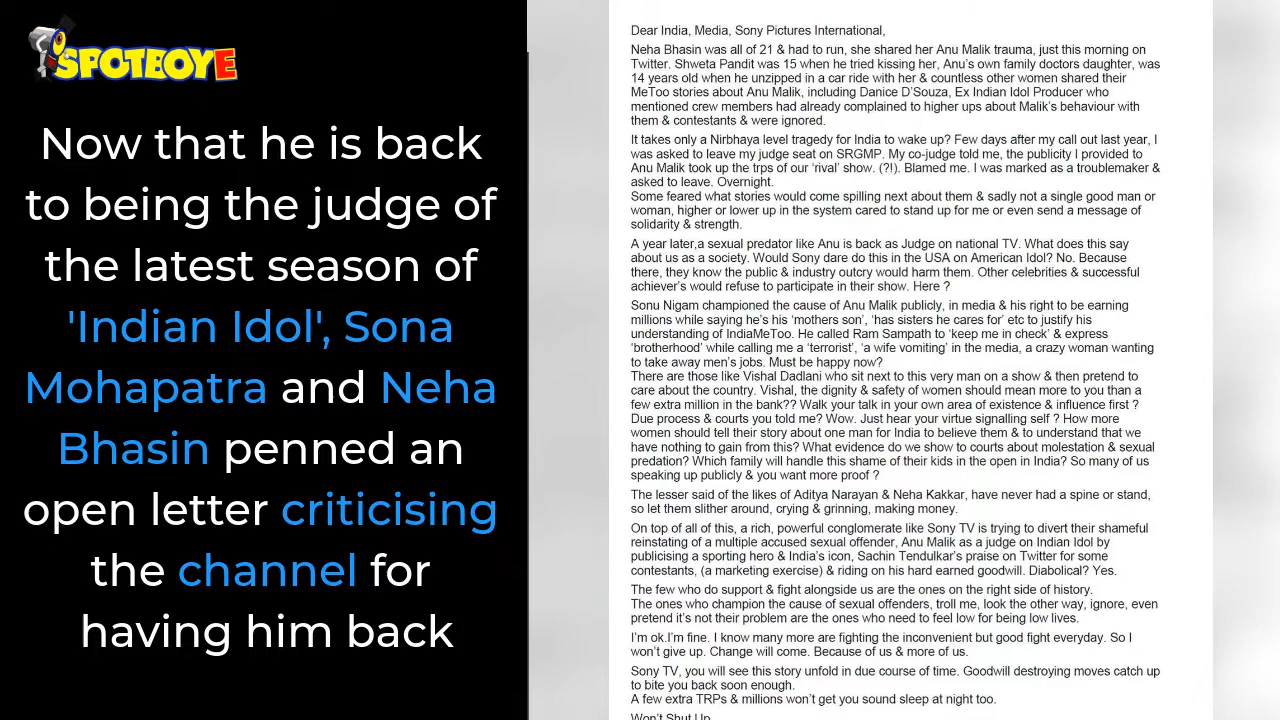 SPOTBOYE
Now that he is back
to being the judge of
the latest season of
'Indian Idol', Sona
Mohapatra and Neha
Bhasin penned an
open letter criticising
the channel for
having him back
Dear India, Media, Sony Pictures International,
Neha Bhasin was all of 21 & had to run, she shared her Anu Malik trauma, just this morning on
Twitter. Shweta Pandit was 15 when he tried kissing her, Anu's own family doctors daughter, was
14 years old when he unzipped in a car ride with her & countless other women shared their
MeToo stories about Anu Malik, including Danice D'Souza, Ex Indian Idol Producer who
mentioned crew members had already complained to higher ups about Malik's behaviour with
them & contestants & were ignored.
It takes only a Nirbhaya level tragedy for India to wake up? Few days after my call out last year, I
was asked to leave my judge seat on SRGMP. My co-judge told me, the publicity I provided to
Anu Malik took up the trps of our 'rival' show. (?!). Blamed me. I was marked as a troublemaker &
asked to leave. Overnight.
Some feared what stories would come spilling next about them & sadly not a single good man or
woman, higher or lower up in the system cared to stand up for me or even send a message of
solidarity & strength.
A year later,a sexual predator like Anu is back as Judge on national TV. What does this say
about us as a society. Would Sony dare do this in the USA on American Idol? No. Because
there, they know the public & industry outcry would harm them. Other celebrities & successful
achiever's would refuse to participate in their show. Here ?
Sonu Nigam championed the cause of Anu Malik publicly, in media & his right to be earning
millions while saying he's his 'mothers son', 'has sisters he cares for' etc to justify his
understanding of IndiaMeToo. He called Ram Sampath to 'keep me in check' & express
'brotherhood' while calling me a 'terrorist', 'a wife vomiting' in the media, a crazy woman wanting
to take away men's jobs. Must be happy now?
There are those like Vishal Dadlani who sit next to this very man on a show & then pretend to
care about the country. Vishal, the dignity & safety of women should mean more to you than a
few extra million in the bank?? Walk your talk in your own area of existence & influence first ?
Due process & courts you told me? Wow. Just hear your virtue signalling self ? How more
women should tell their story about one man for India to believe them & to understand that we
have nothing to gain from this? What evidence do we show to courts about molestation & sexual
predation? Which family will handle this shame of their kids in the open in India? So many of us
speaking up publicly & you want more proof ?
The lesser said of the likes of Aditya Narayan & Neha Kakkar, have never had a spine or stand,
so let them slither around, crying & grinning, making money.
On top of all of this, a rich, powerful conglomerate like Sony TV is trying to divert their shameful
reinstating of a multiple accused sexual offender, Anu Malik as a judge on Indian Idol by
publicising a sporting hero & India's icon, Sachin Tendulkar's praise on Twitter for some
contestants, (a marketing exercise) & riding on his hard earned goodwill. Diabolical? Yes.
The few who do support & fight alongside us are the ones on the right side of history.
The ones who champion the cause of sexual offenders, troll me, look the other way, ignore, even
pretend it's not their problem are the ones who need to feel low for being low lives.
I'm ok.I'm fine. I know many more are fighting the inconvenient but good fight everyday. So I
won't give up. Change will come. Because of us & more of us.
Sony TV, you will see this story unfold in due course of time. Goodwill destroying moves catch up
to bite you back soon enough.
A few extra TRPs & millions won't get you sound sleep at night too.
Won't Shut Up